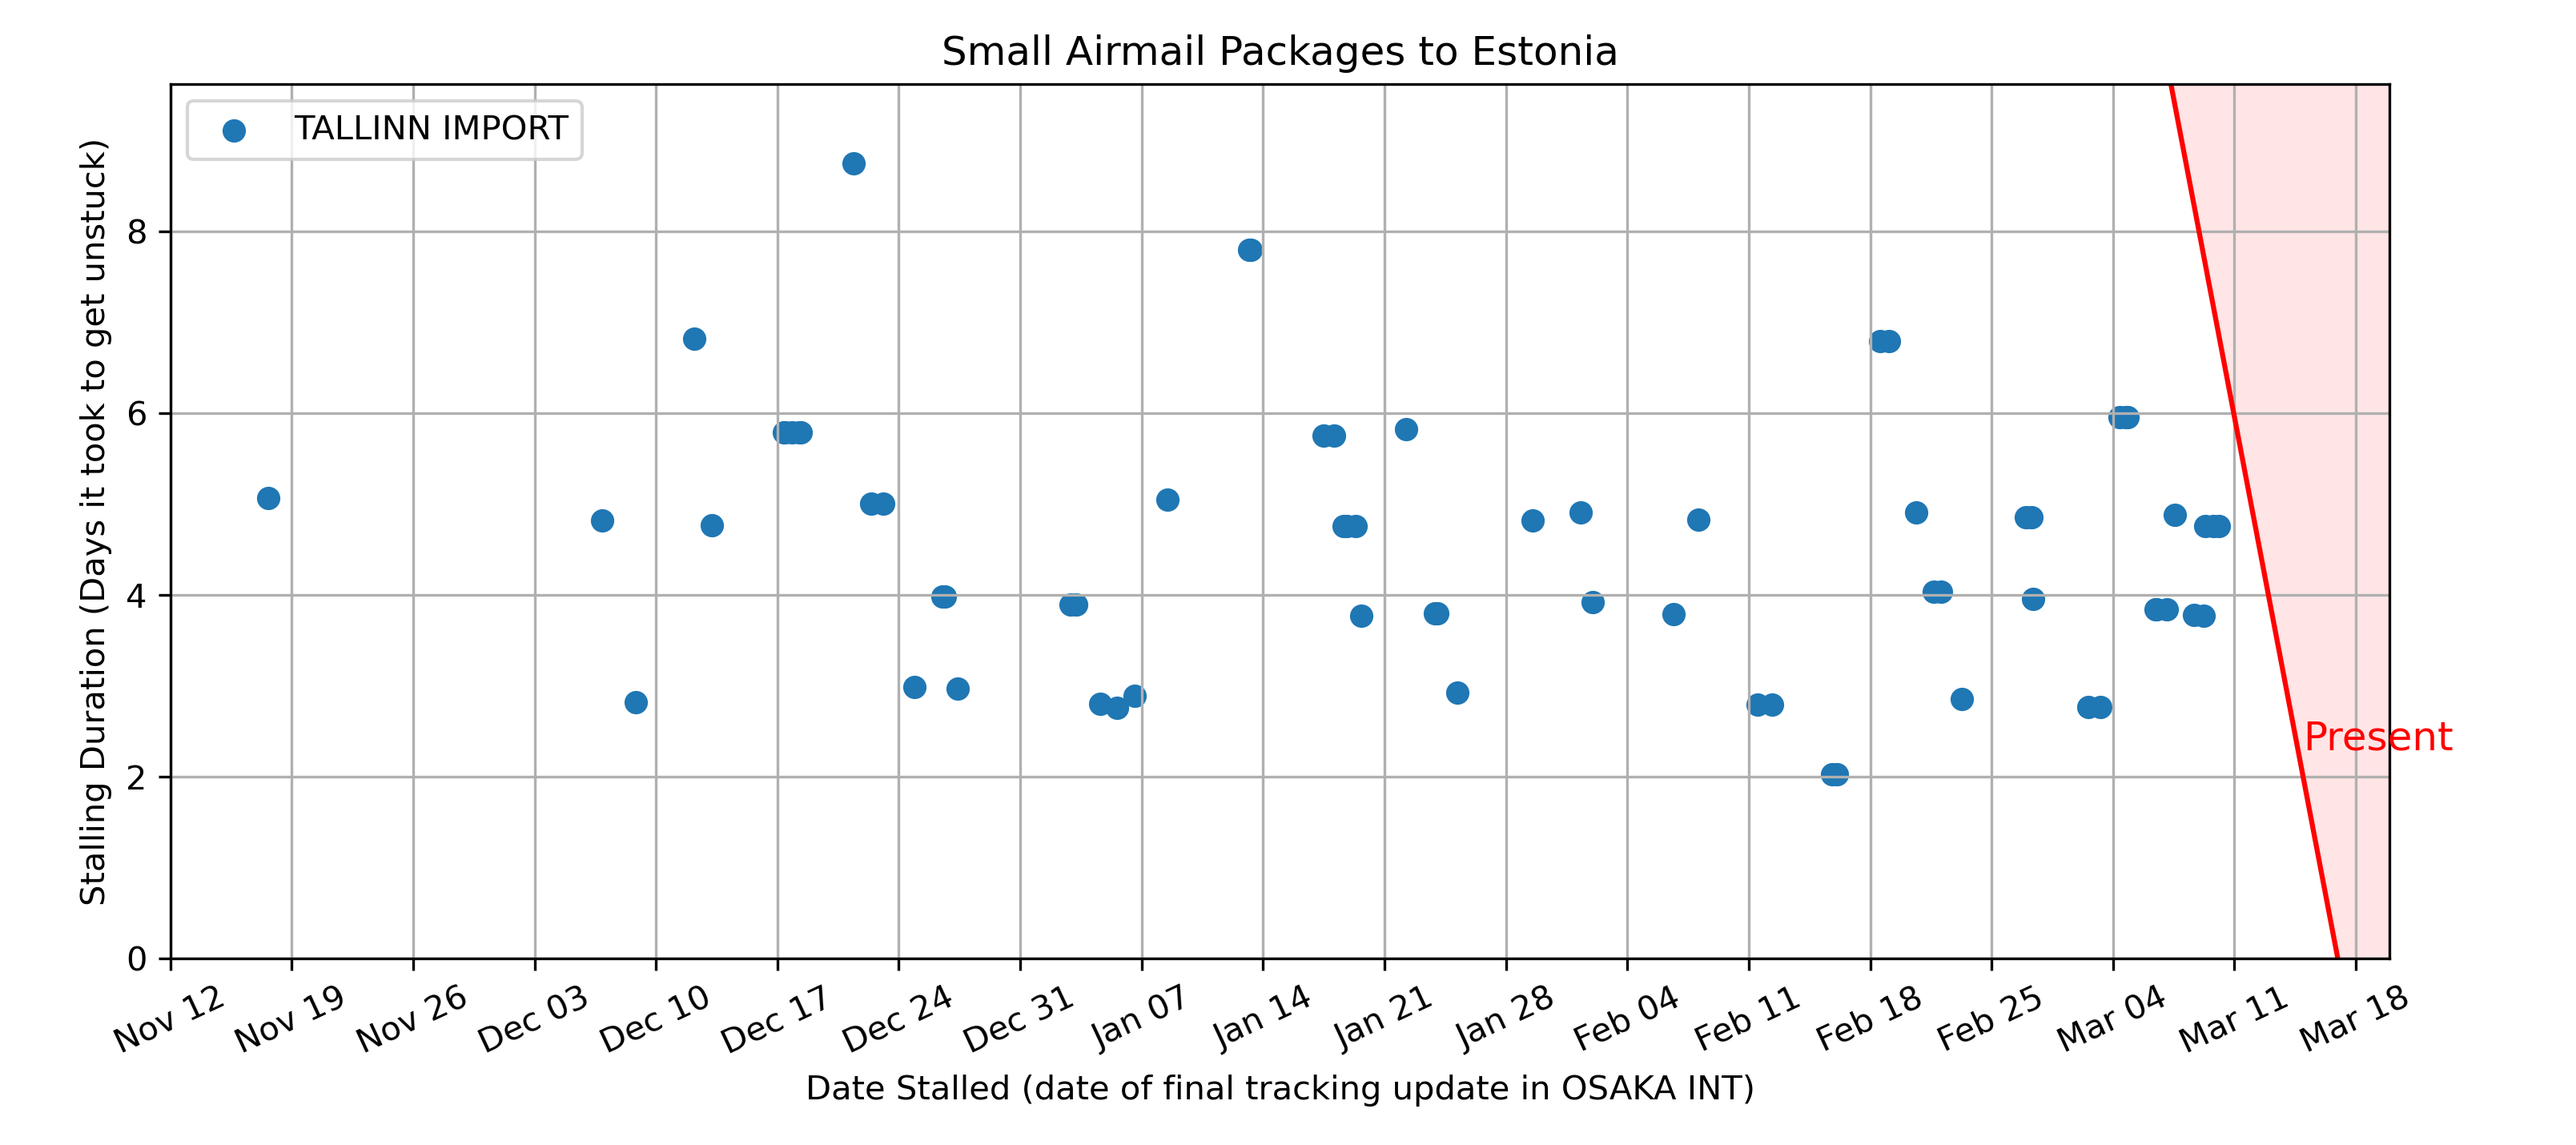 Small Airmail Packages to Estonia
TALLINN IMPORT
Stalling Duration (Days it took to get unstuck)
8
6
4
2
0
Present
Nov 12 Nov 19 Nov 26 Dec 03 Dec 10 Dec 17 Dec 24 Dec 31 Jan 07 Jan 14 Jan 21 Jan 28 Feb 04 Feb 11 Feb 18 Feb 25 Mar 04 Mar 11 Mar 18
Date Stalled (date of final tracking update in OSAKA INT)